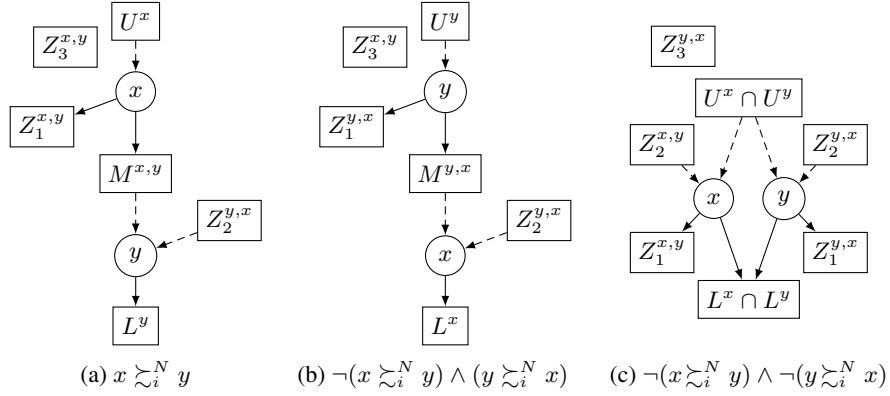 U^x
Z_3^{x,y}
x
Z_1^{x,y}
M^{x,y}
Z_2^{y,x}
y
L^y
(a) x ≿_i^N y
U^y
Z_3^{x,y}
y
Z_1^{y,x}
M^{y,x}
Z_2^{y,x}
x
L^x
(b) ¬(x ≿_i^N y) ∧ (y ≿_i^N x)
Z_3^{y,x}
U^x ∩ U^y
Z_2^{x,y}
Z_2^{y,x}
x
y
Z_1^{x,y}
Z_1^{y,x}
L^x ∩ L^y
(c) ¬(x ≿_i^N y) ∧ ¬(y ≿_i^N x)